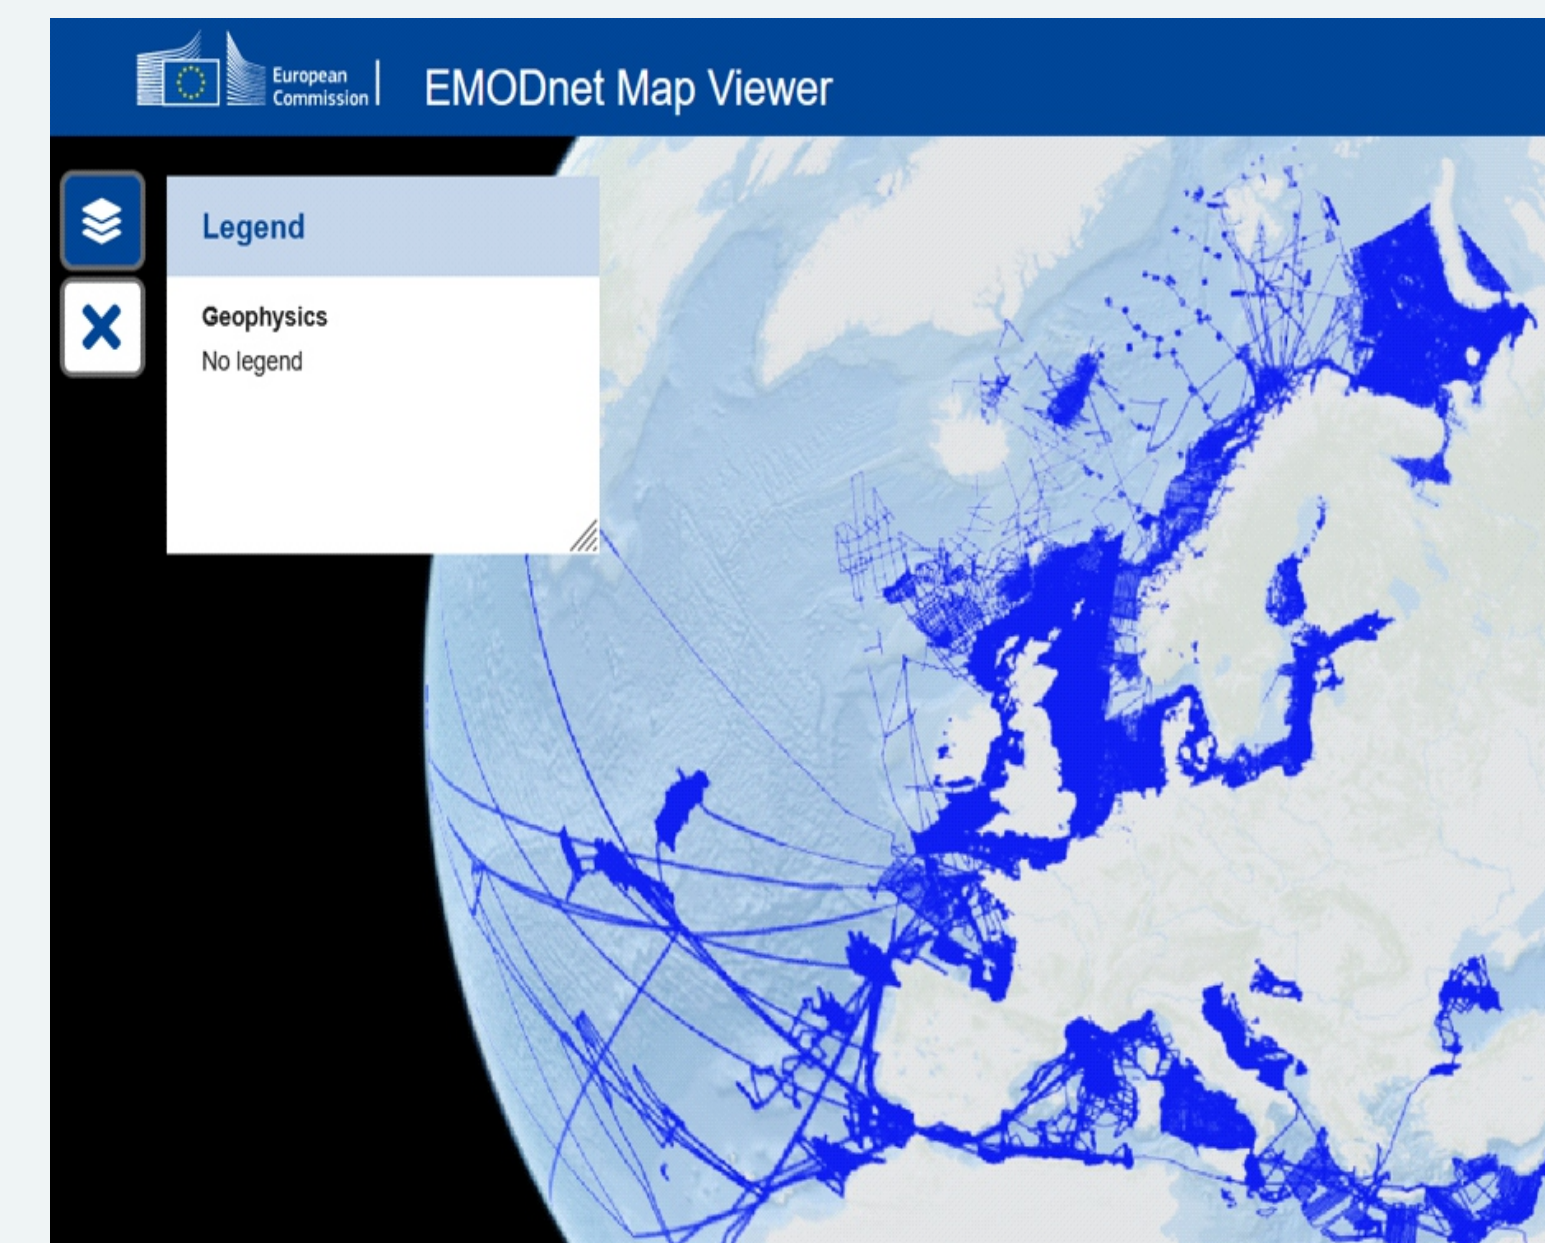 European
Commission
EMODnet Map Viewer
Legend
Geophysics
No legend